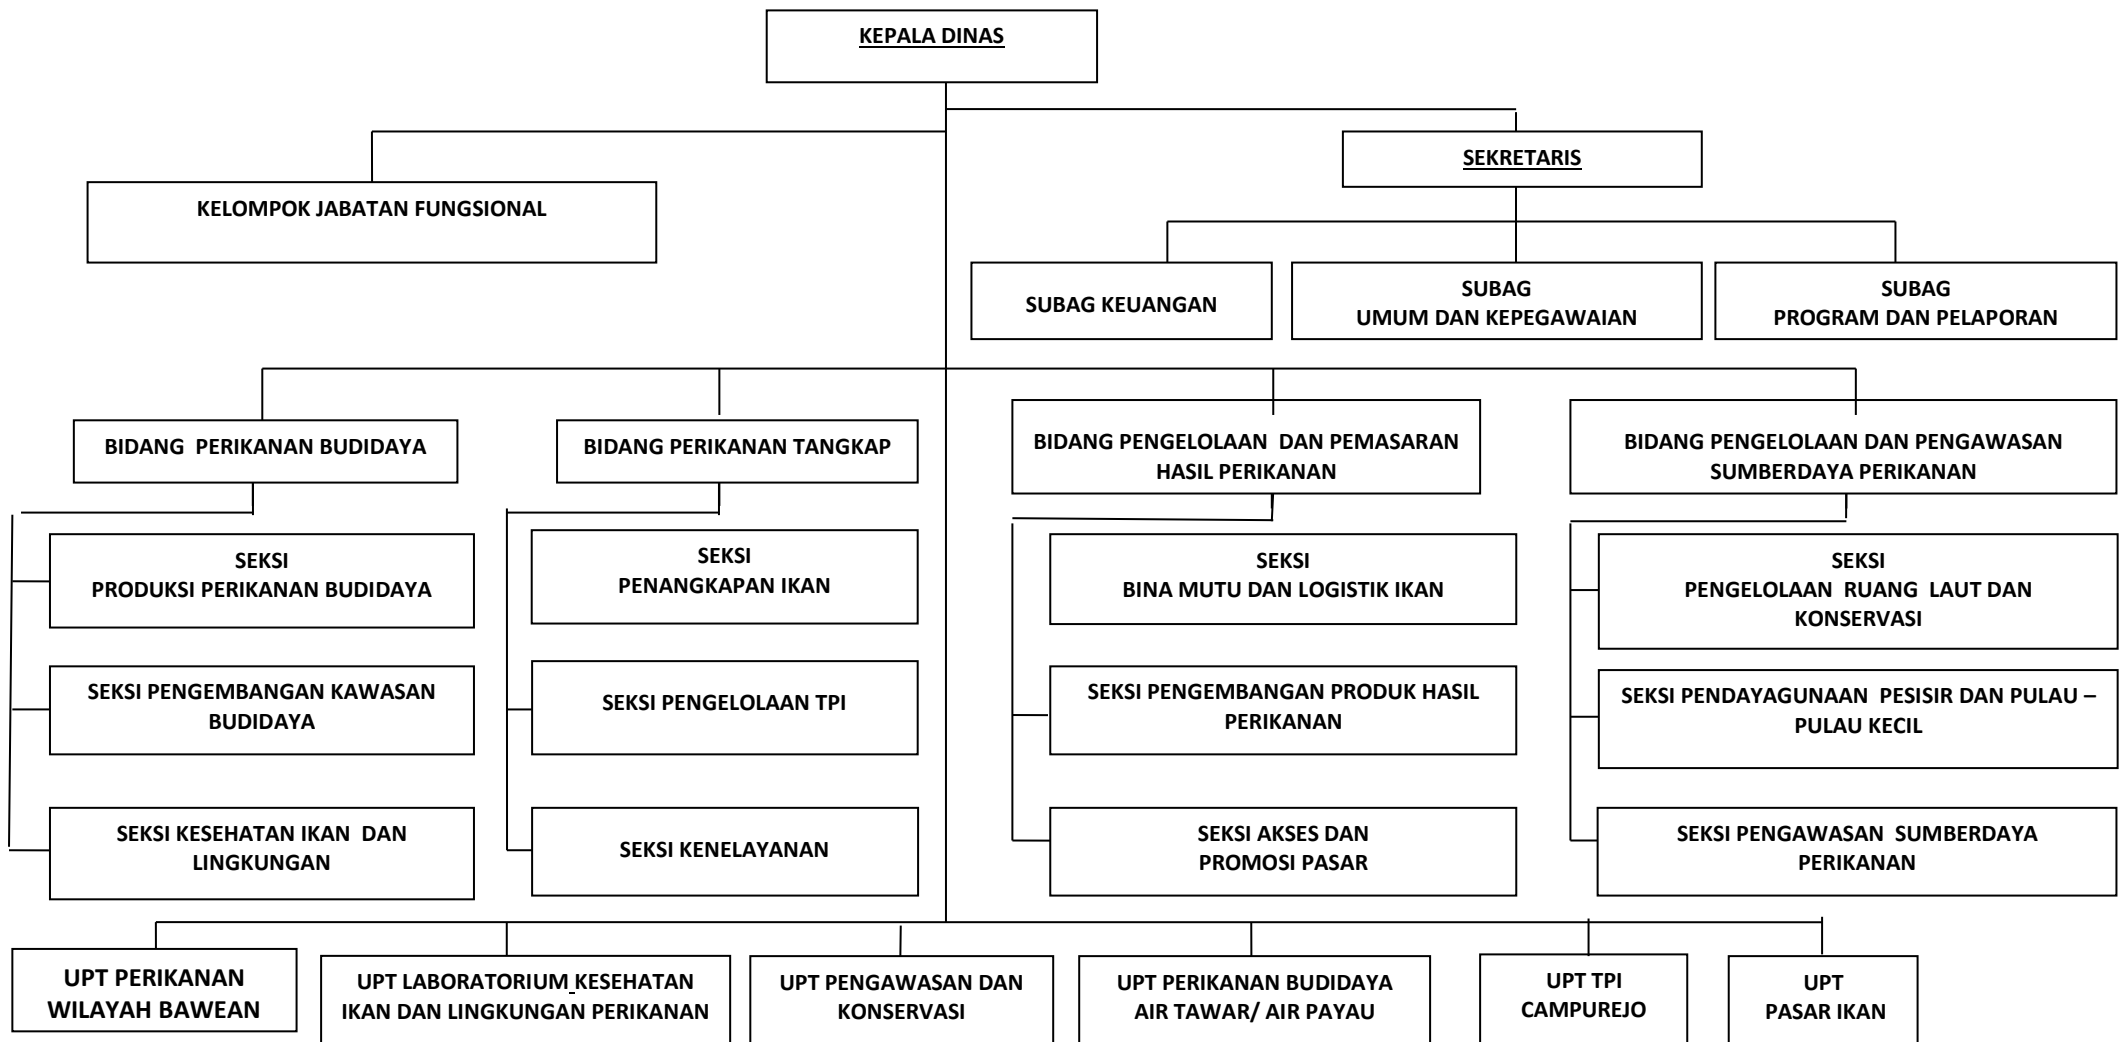 KEPALA DINAS
SEKRETARIS
KELOMPOK JABATAN FUNGSIONAL
SUBAG KEUANGAN
SUBAG
UMUM DAN KEPEGAWAIAN
SUBAG
PROGRAM DAN PELAPORAN
BIDANG PERIKANAN BUDIDAYA
BIDANG PERIKANAN TANGKAP
BIDANG PENGELOLAAN DAN PEMASARAN
HASIL PERIKANAN
BIDANG PENGELOLAAN DAN PENGAWASAN
SUMBERDAYA PERIKANAN
SEKSI
PRODUKSI PERIKANAN BUDIDAYA
SEKSI
PENANGKAPAN IKAN
SEKSI
BINA MUTU DAN LOGISTIK IKAN
SEKSI
PENGELOLAAN RUANG LAUT DAN
KONSERVASI
SEKSI PENGEMBANGAN KAWASAN
BUDIDAYA
SEKSI PENGELOLAAN TPI
SEKSI PENGEMBANGAN PRODUK HASIL
PERIKANAN
SEKSI PENDAYAGUNAAN PESISIR DAN PULAU –
PULAU KECIL
SEKSI KESEHATAN IKAN DAN
LINGKUNGAN
SEKSI KENELAYANAN
SEKSI AKSES DAN
PROMOSI PASAR
SEKSI PENGAWASAN SUMBERDAYA
PERIKANAN
UPT PERIKANAN
WILAYAH BAWEAN
UPT LABORATORIUM KESEHATAN
IKAN DAN LINGKUNGAN PERIKANAN
UPT PENGAWASAN DAN
KONSERVASI
UPT PERIKANAN BUDIDAYA
AIR TAWAR/ AIR PAYAU
UPT TPI
CAMPUREJO
UPT
PASAR IKAN